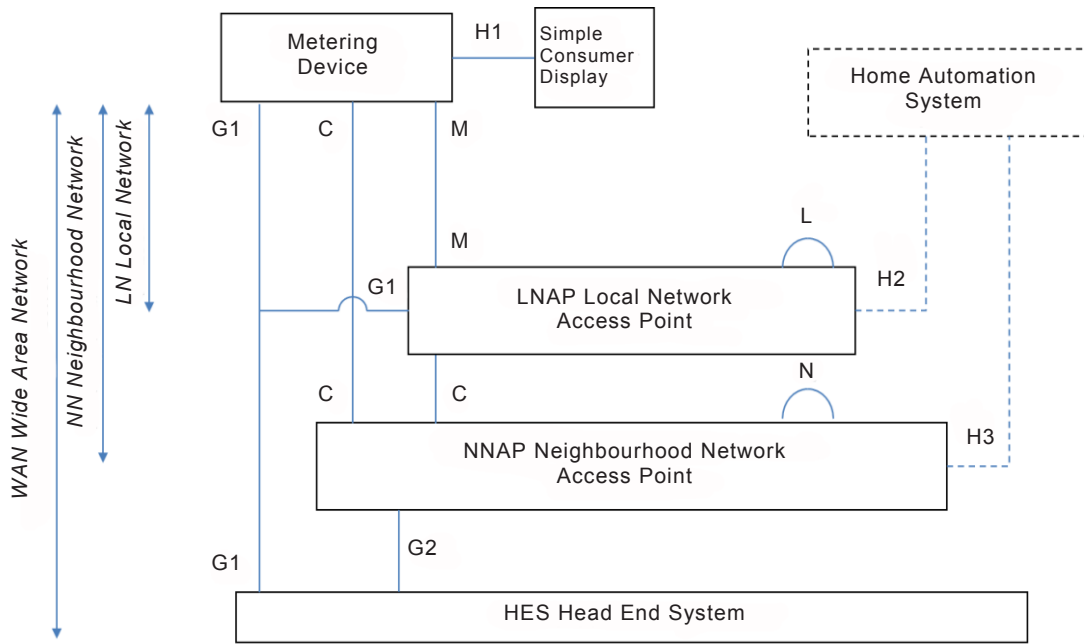 Metering
Device
H1
Simple
Consumer
Display
Home Automation
System
G1
C
M
WAN Wide Area Network
NN Neighbourhood Network
LN Local Network
M
L
G1
LNAP Local Network
Access Point
H2
C
C
N
NNAP Neighbourhood Network
Access Point
H3
G1
G2
HES Head End System